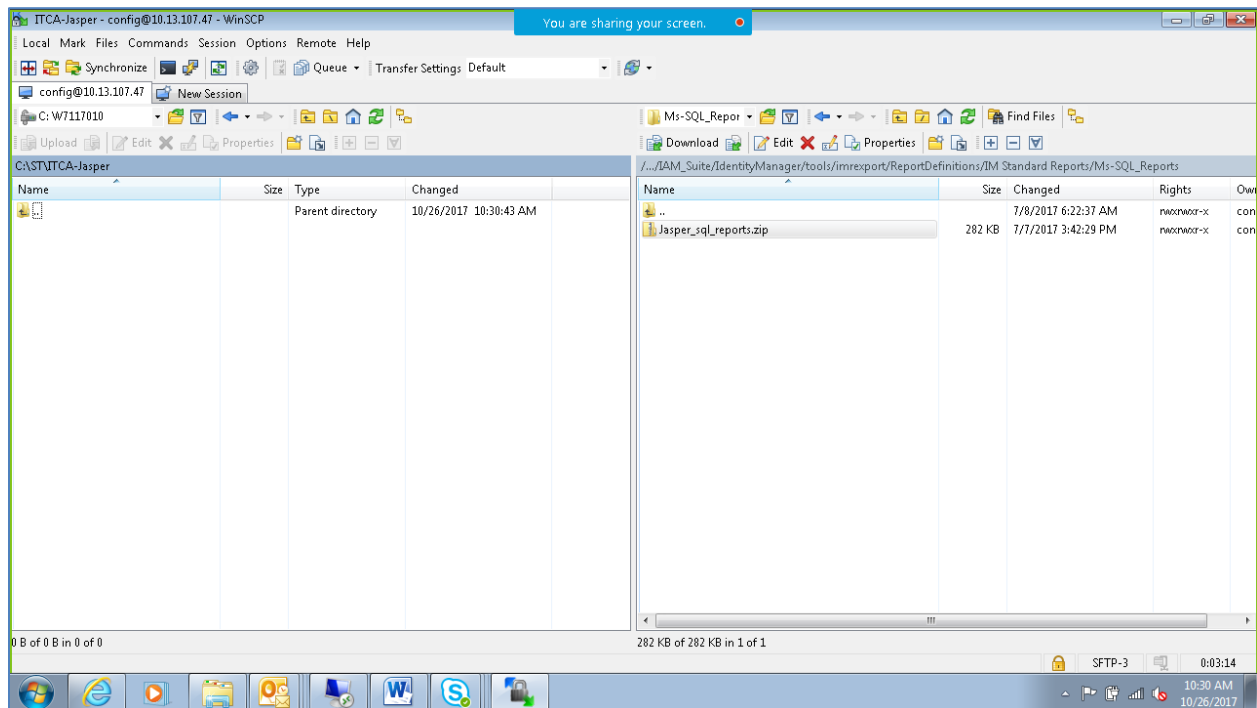 ITCA-Jasper - config@10.13.107.47 - WinSCP
You are sharing your screen.
Local Mark Files Commands Session Options Remote Help
Synchronize Queue Transfer Settings Default
config@10.13.107.47 New Session
C: W7117010
Ms-SQL_Repor Find Files
Upload Edit Properties
Download Edit Properties
C:\ST\ITCA-Jasper
/.../IAM_Suite/IdentityManager/tools/imrexport/ReportDefinitions/IM Standard Reports/Ms-SQL_Reports
Name Size Type Changed
Name Size Changed Rights Ow
.. Parent directory 10/26/2017 10:30:43 AM
.. 7/8/2017 6:22:37 AM rwxrwxr-x con
Jasper_sql_reports.zip 282 KB 7/7/2017 3:42:29 PM rwxrwxr-x con
0 B of 0 B in 0 of 0
282 KB of 282 KB in 1 of 1
SFTP-3 0:03:14
10:30 AM
10/26/2017